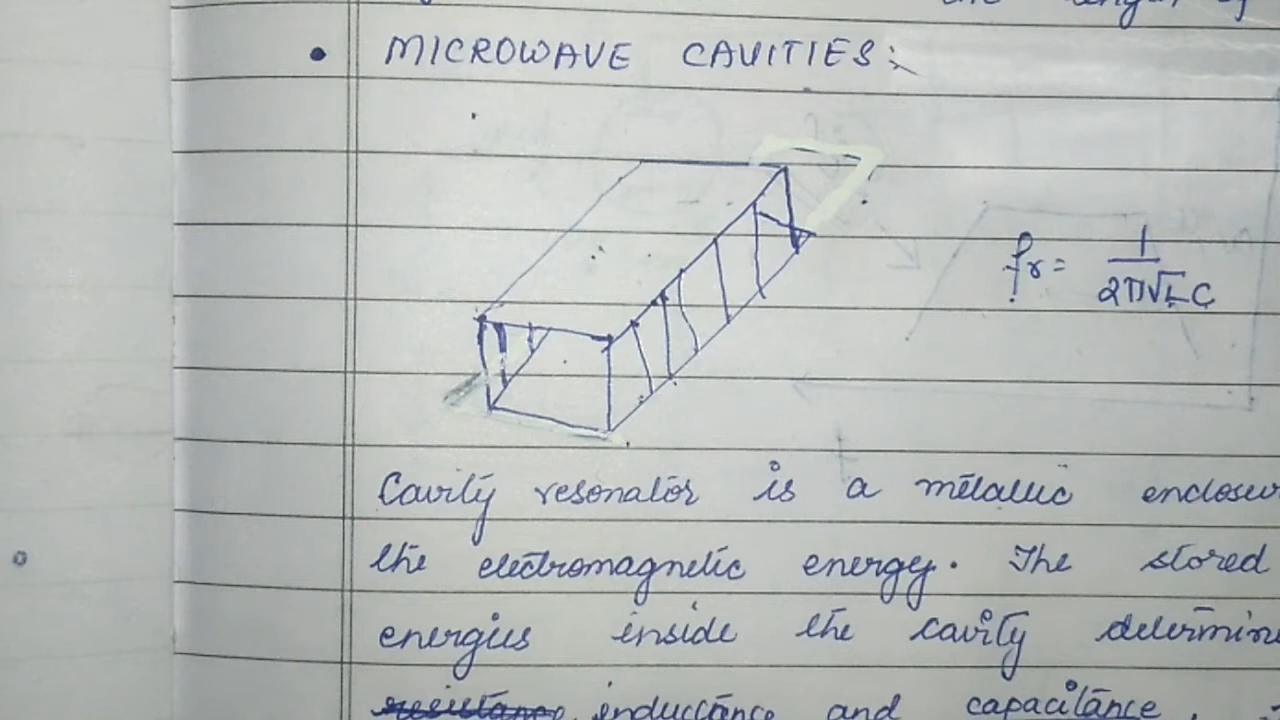 • MICROWAVE CAVITIES:-
fr = 1 / 2π√LC
Cavity resonator is a metallic
the electromagnetic energy. The stored
energies inside the cavity
resistance, inductance and capacitance.